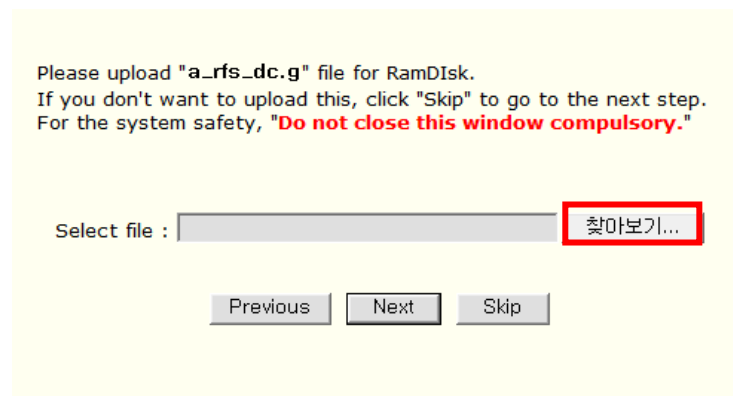 Please upload "a_rfs_dc.g" file for RamDIsk.
If you don't want to upload this, click "Skip" to go to the next step.
For the system safety, "Do not close this window compulsory."
Select file : 찾아보기...
Previous Next Skip